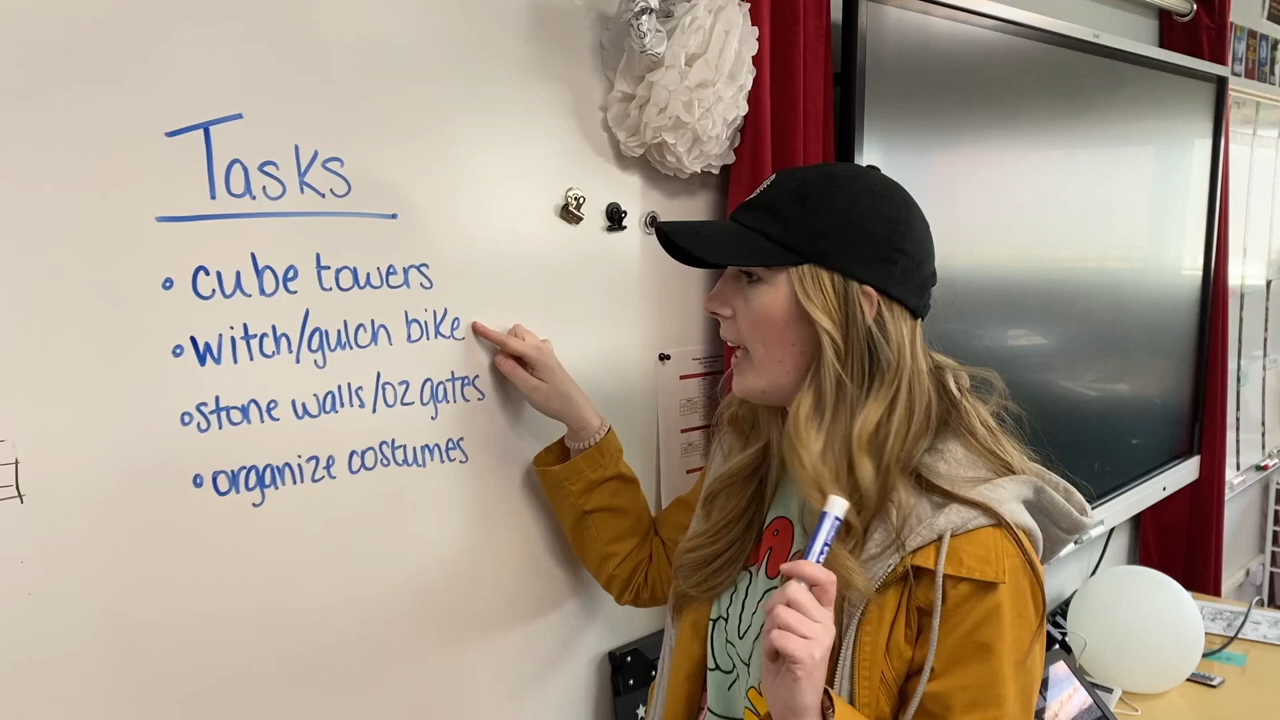 Tasks
• cube towers
• witch/gulch bike
• stone walls/oz gates
• organize costumes